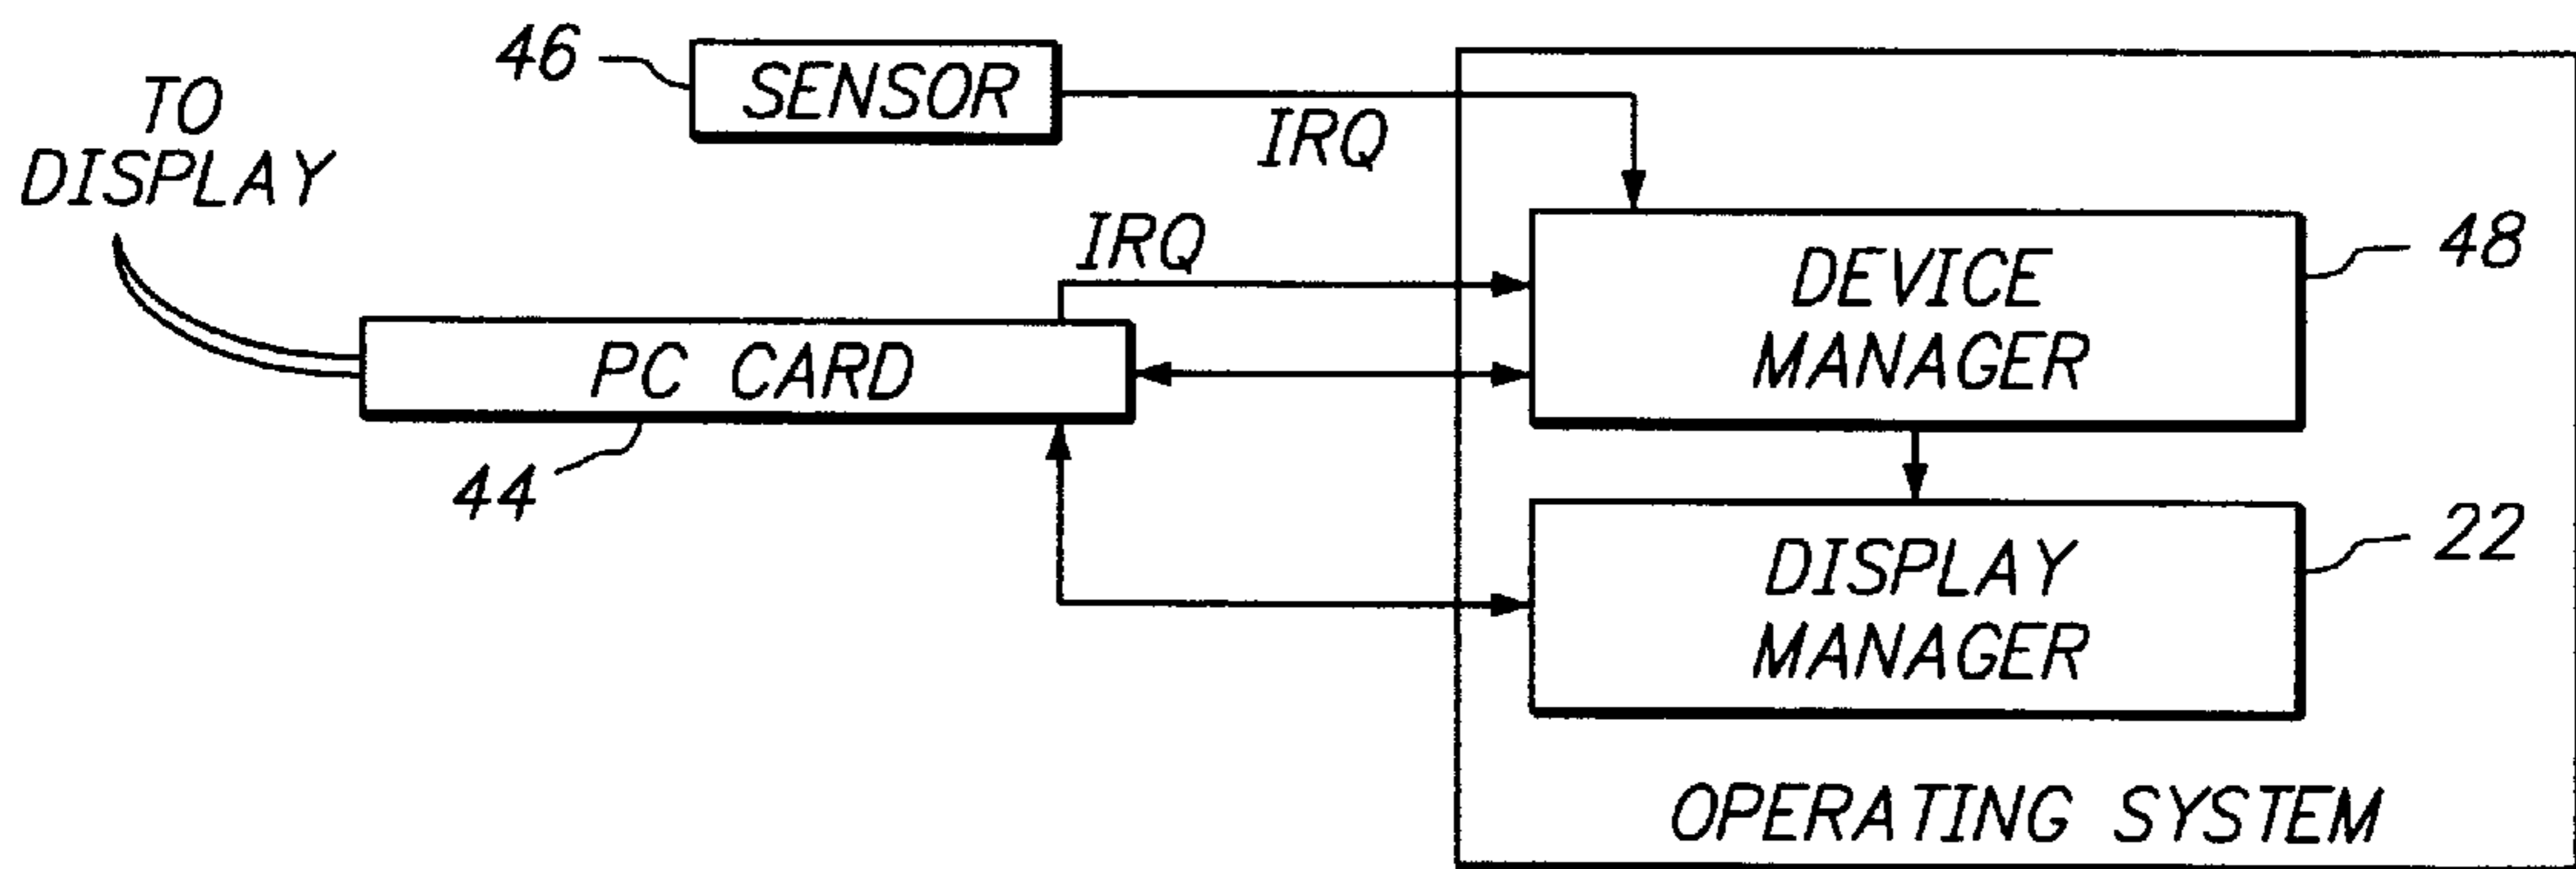 46
SENSOR
TO
DISPLAY
IRQ
IRQ
DEVICE
MANAGER
48
PC CARD
44
DISPLAY
MANAGER
22
OPERATING SYSTEM